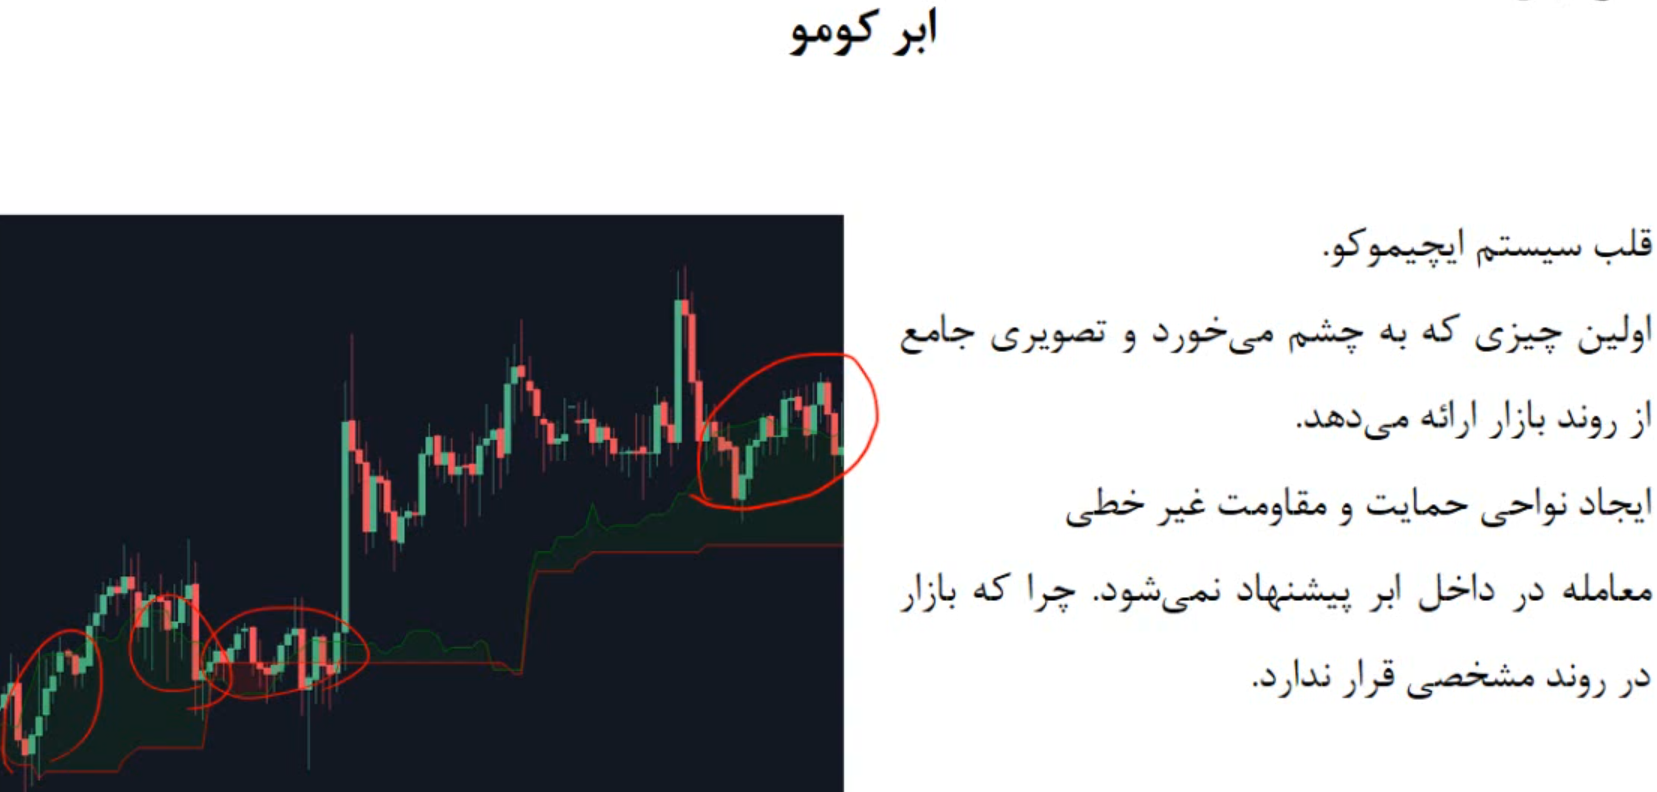 ابر کومو
قلب سیستم ایچیموکو.
اولین چیزی که به چشم می‌خورد و تصویری جامع
از روند بازار ارائه می‌دهد.
ایجاد نواحی حمایت و مقاومت غیر خطی
معامله در داخل ابر پیشنهاد نمی‌شود. چرا که بازار
در روند مشخصی قرار ندارد.